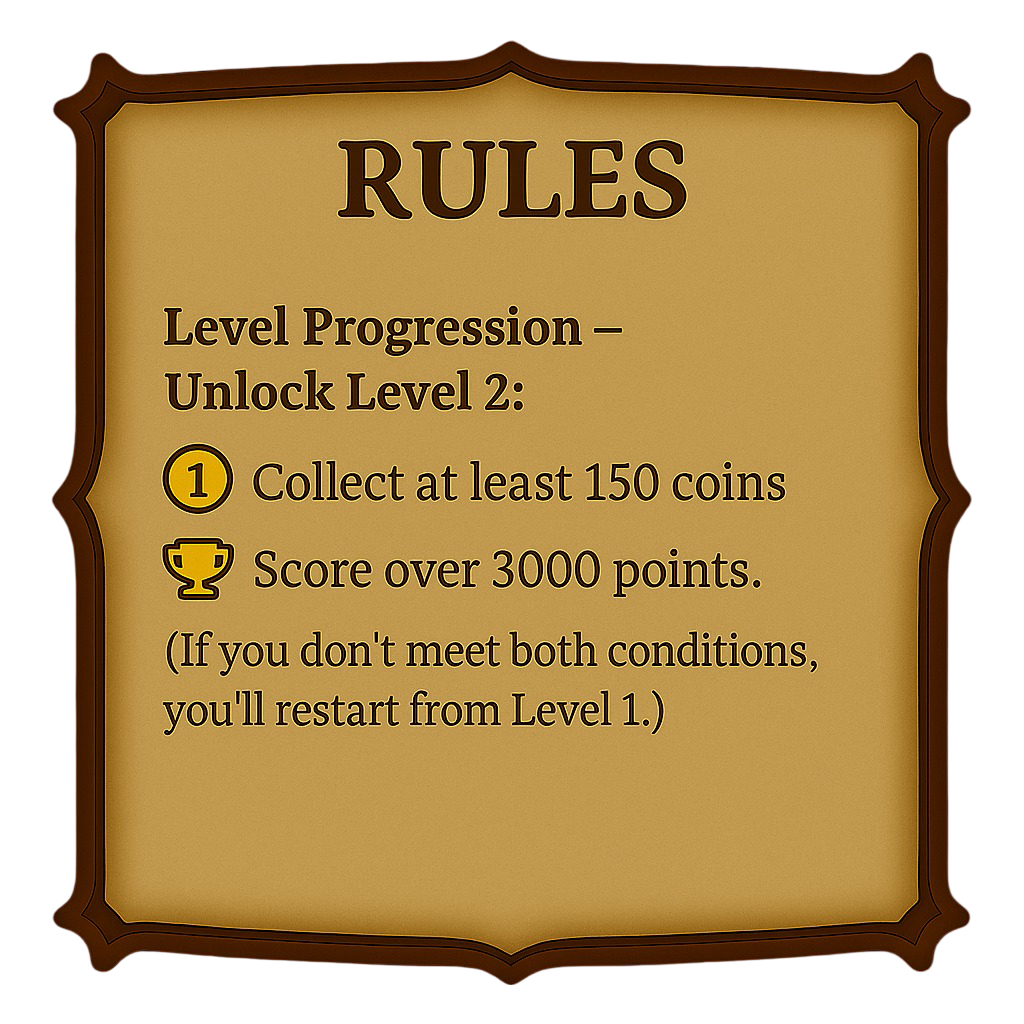 RULES
Level Progression –
Unlock Level 2:
1 Collect at least 150 coins
Score over 3000 points.
(If you don't meet both conditions,
you'll restart from Level 1.)